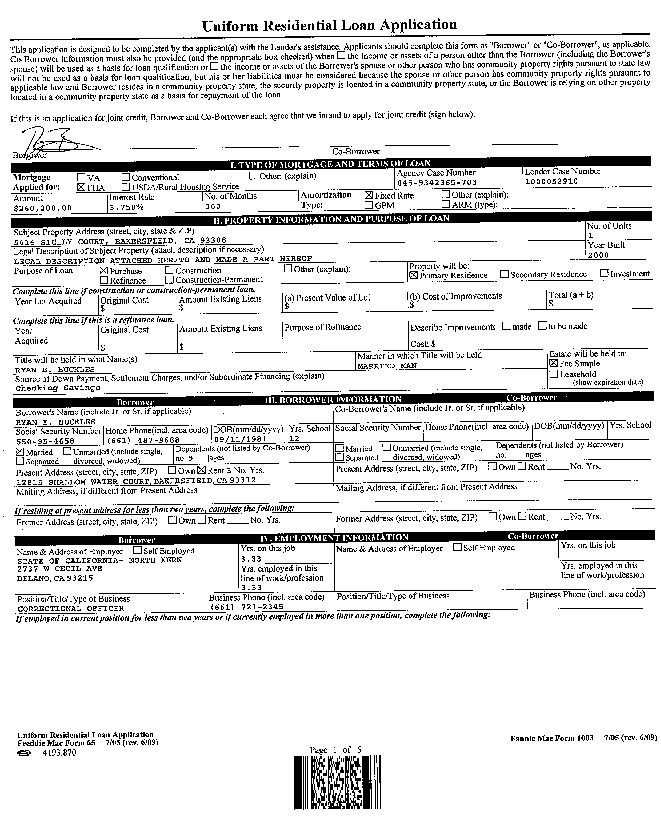 Uniform Residential Loan Application
This application is designed to be completed by the applicant(s) with the Lender's assistance. Applicants should complete this form as "Borrower" or "Co-Borrower", as applicable.
Co-Borrower information must also be provided (and the appropriate box checked) when ☐ the income or assets of a person other than the Borrower (including the Borrower's
spouse) will be used as a basis for loan qualification or ☐ the income or assets of the Borrower's spouse or other person who has community property rights pursuant to state law
will not be used as a basis for loan qualification, but his or her liabilities must be considered because the spouse or other person has community property rights pursuant to
applicable law and Borrower resides in a community property state, the security property is located in a community property state, or the Borrower is relying on other property
located in a community property state as a basis for repayment of the loan
If this is an application for joint credit, Borrower and Co-Borrower each agree that we intend to apply for joint credit (sign below).
Borrower Co-Borrower
I. TYPE OF MORTGAGE AND TERMS OF LOAN
Mortgage ☐ VA ☐ Conventional ☐ Other (explain) Agency Case Number Lender Case Number
Applied for: ☒ FHA ☐ USDA/Rural Housing Service
Amount Interest Rate No. of Months Amortization ☒ Fixed Rate ☐ Other (explain):
3.750% 360 Type: ☐ GPM ☐ ARM (type):
II. PROPERTY INFORMATION AND PURPOSE OF LOAN
Subject Property Address (street, city, state & ZIP) No. of Units
COURT, BAKERSFIELD, CA 93308 1
Legal Description of Subject Property (attach description if necessary) Year Built
LEGAL DESCRIPTION ATTACHED HERETO AND MADE A PART HEREOF 2000
Purpose of Loan ☒ Purchase ☐ Construction ☐ Other (explain): Property will be:
☐ Refinance ☐ Construction-Permanent ☒ Primary Residence ☐ Secondary Residence ☐ Investment
Complete this line if construction or construction-permanent loan.
Year Lot Acquired Original Cost Amount Existing Liens (a) Present Value of Lot (b) Cost of Improvements Total (a + b)
$ $ $ $ $
Complete this line if this is a refinance loan.
Year Original Cost Amount Existing Liens Purpose of Refinance Describe Improvements ☐ made ☐ to be made
Acquired $ $ Cost: $
Title will be held in what Name(s) Manner in which Title will be Held Estate will be held in:
RYAN E. BUCKLES MAN ☒ Fee Simple
Source of Down Payment, Settlement Charges, and/or Subordinate Financing (explain) ☐ Leasehold
Checking Savings (show expiration date)
Borrower III. BORROWER INFORMATION Co-Borrower
Borrower's Name (include Jr. or Sr. if applicable) Co-Borrower's Name (include Jr. or Sr. if applicable)
RYAN E. BUCKLES
Social Security Number Home Phone(incl. area code) DOB(mm/dd/yyyy) Yrs. School Social Security Number Home Phone(incl. area code) DOB(mm/dd/yyyy) Yrs. School
12
☒ Married ☐ Unmarried (include single, Dependents (not listed by Co-Borrower) ☐ Married ☐ Unmarried (include single, Dependents (not listed by Borrower)
☐ Separated divorced, widowed) no. ages ☐ Separated divorced, widowed) no. ages
Present Address (street, city, state, ZIP) ☐ Own ☒ Rent No. Yrs. Present Address (street, city, state, ZIP) ☐ Own ☐ Rent No. Yrs.
WATER COURT, CA 93312
Mailing Address, if different from Present Address Mailing Address, if different from Present Address
If residing at present address for less than two years, complete the following:
Former Address (street, city, state, ZIP) ☐ Own ☐ Rent No. Yrs. Former Address (street, city, state, ZIP) ☐ Own ☐ Rent No. Yrs.
Borrower IV. EMPLOYMENT INFORMATION Co-Borrower
Name & Address of Employer ☐ Self Employed Yrs. on this job Name & Address of Employer ☐ Self Employed Yrs. on this job
STATE OF CALIFORNIA- NORTH KERN 3.33
2737 W CECIL AVE Yrs. employed in this Yrs. employed in this
DELANO, CA 93215 line of work/profession line of work/profession
3.33
Position/Title/Type of Business Business Phone (incl. area code) Position/Title/Type of Business Business Phone (incl. area code)
CORRECTIONAL OFFICER (661) 721-2345
If employed in current position for less than two years or if currently employed in more than one position, complete the following:
Uniform Residential Loan Application
Freddie Mac Form 65 7/05 (rev. 6/09) Fannie Mae Form 1003 7/05 (rev. 6/09)
4193.870
Page 1 of 5